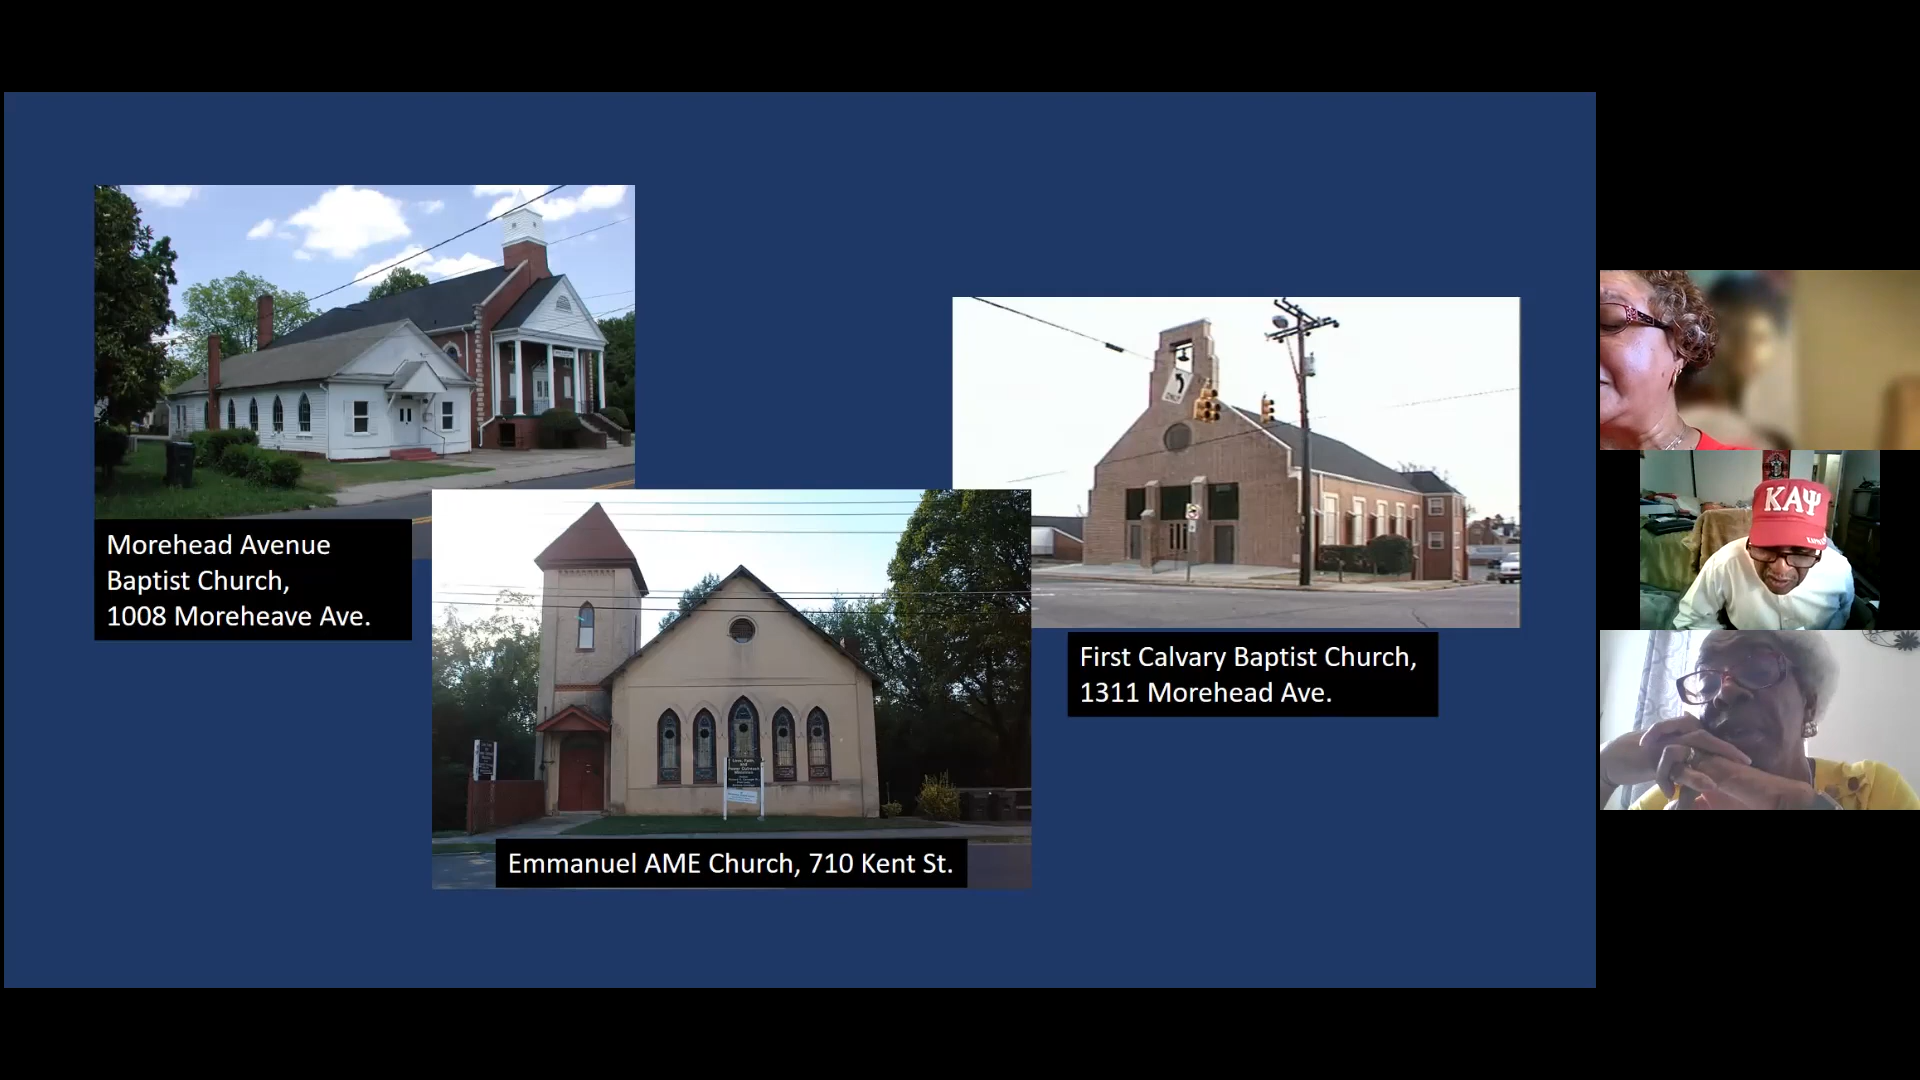 Morehead Avenue
Baptist Church,
1008 Moreheave Ave.
First Calvary Baptist Church,
1311 Morehead Ave.
Emmanuel AME Church, 710 Kent St.
ONLY
ΚΑΨ